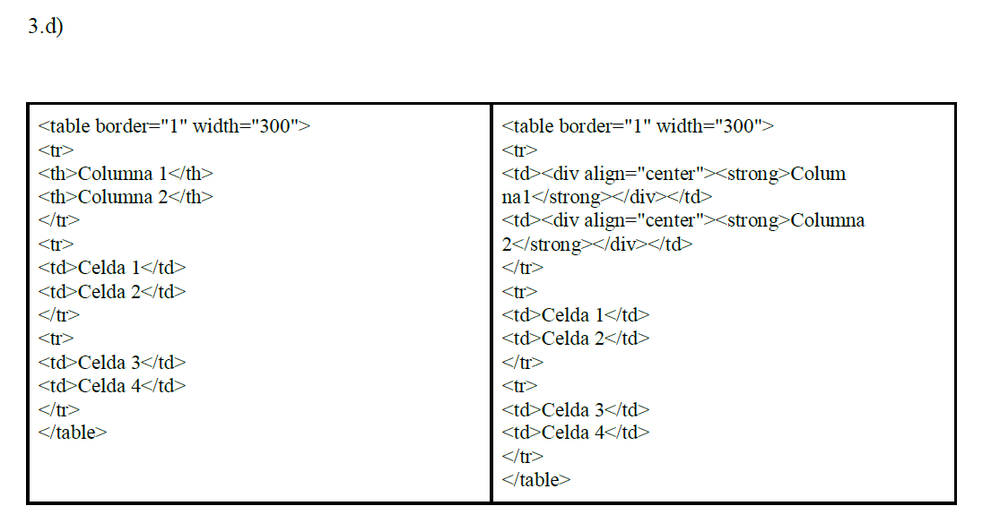 3.d)
<table border="1" width="300">
<tr>
<th>Columna 1</th>
<th>Columna 2</th>
</tr>
<tr>
<td>Celda 1</td>
<td>Celda 2</td>
</tr>
<tr>
<td>Celda 3</td>
<td>Celda 4</td>
</tr>
</table>
<table border="1" width="300">
<tr>
<td><div align="center"><strong>Colum
na1</strong></div></td>
<td><div align="center"><strong>Columna
2</strong></div></td>
</tr>
<tr>
<td>Celda 1</td>
<td>Celda 2</td>
</tr>
<tr>
<td>Celda 3</td>
<td>Celda 4</td>
</tr>
</table>